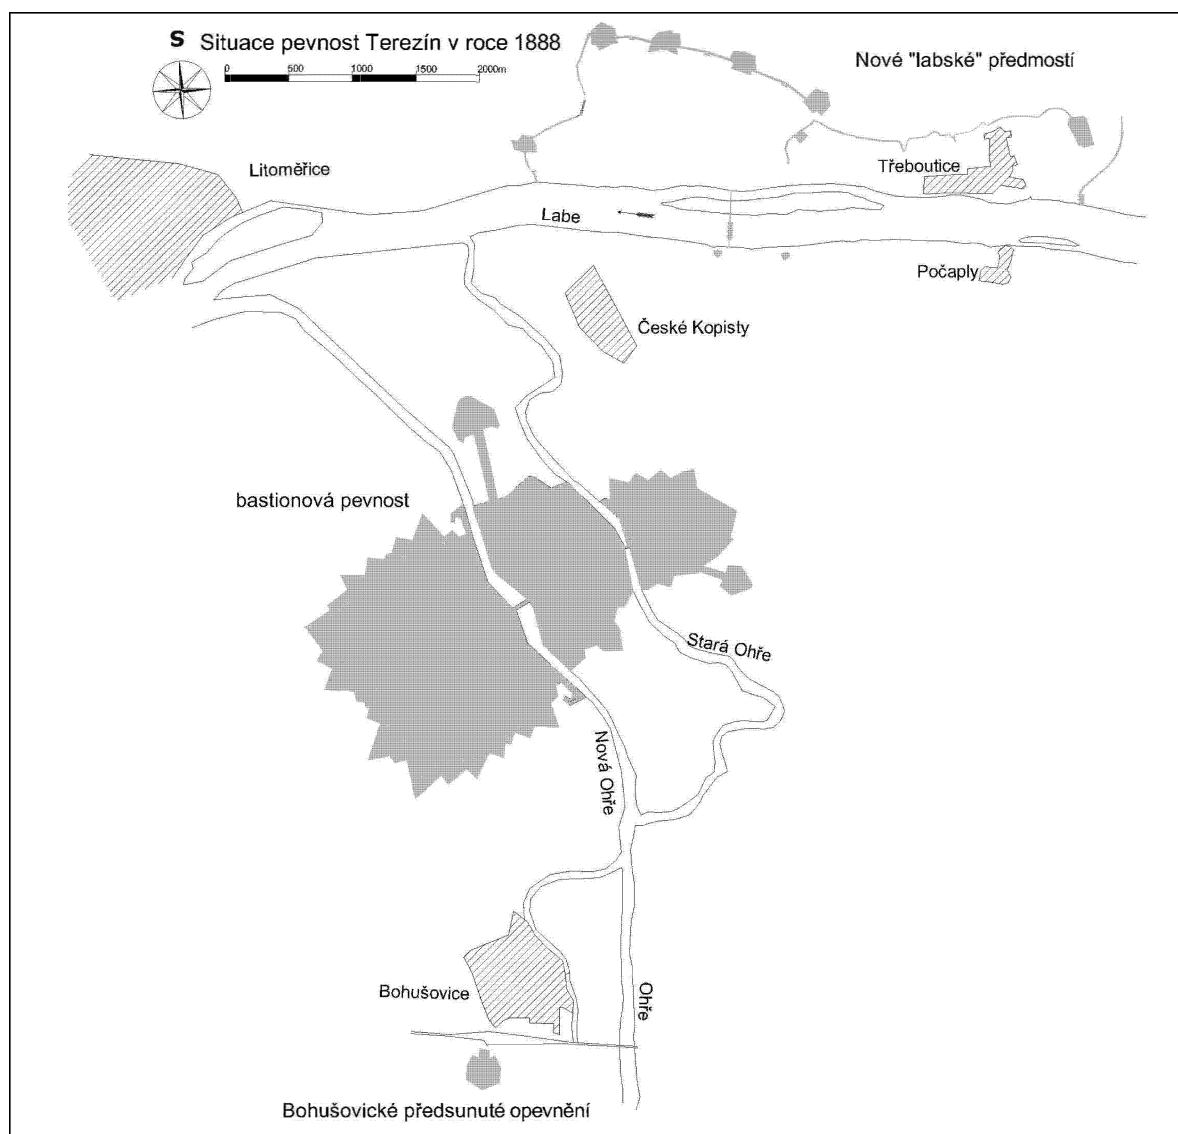 S Situace pevnost Terezín v roce 1888
0 500 1000 1500 2000m
Nové "labské" předmostí
Litoměřice
Třeboutice
Labe
Počaply
České Kopisty
bastionová pevnost
Stará Ohře
Nová Ohře
Bohušovice
Ohře
Bohušovické předsunuté opevnění